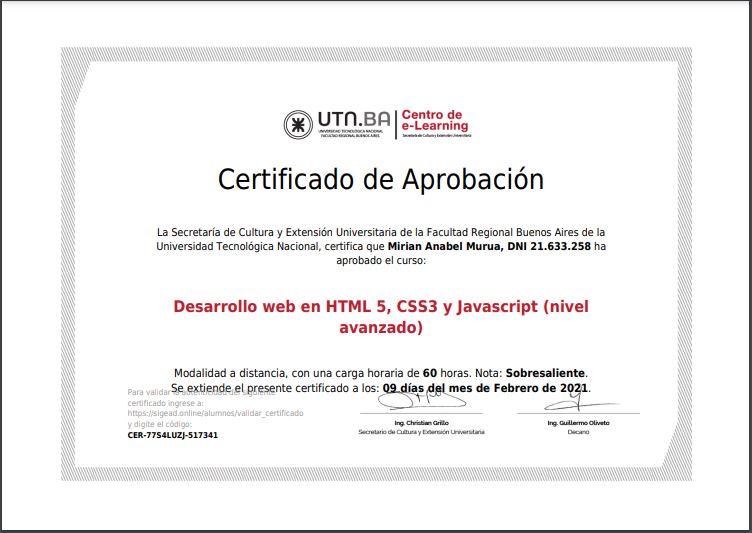 UTN.BA
UNIVERSIDAD TECNOLÓGICA NACIONAL
FACULTAD REGIONAL BUENOS AIRES
Centro de
e-Learning
Secretaría de Cultura y Extensión Universitaria
Certificado de Aprobación
La Secretaría de Cultura y Extensión Universitaria de la Facultad Regional Buenos Aires de la
Universidad Tecnológica Nacional, certifica que Mirian Anabel Murua, DNI 21.633.258 ha
aprobado el curso:
Desarrollo web en HTML 5, CSS3 y Javascript (nivel
avanzado)
Modalidad a distancia, con una carga horaria de 60 horas. Nota: Sobresaliente.
Se extiende el presente certificado a los: 09 días del mes de Febrero de 2021.
Para validar la autenticidad del siguiente
certificado ingrese a:
https://sigead.online/alumnos/validar_certificado
y digite el código:
CER-77S4LUZJ-517341
Ing. Christian Grillo
Secretario de Cultura y Extensión Universitaria
Ing. Guillermo Oliveto
Decano